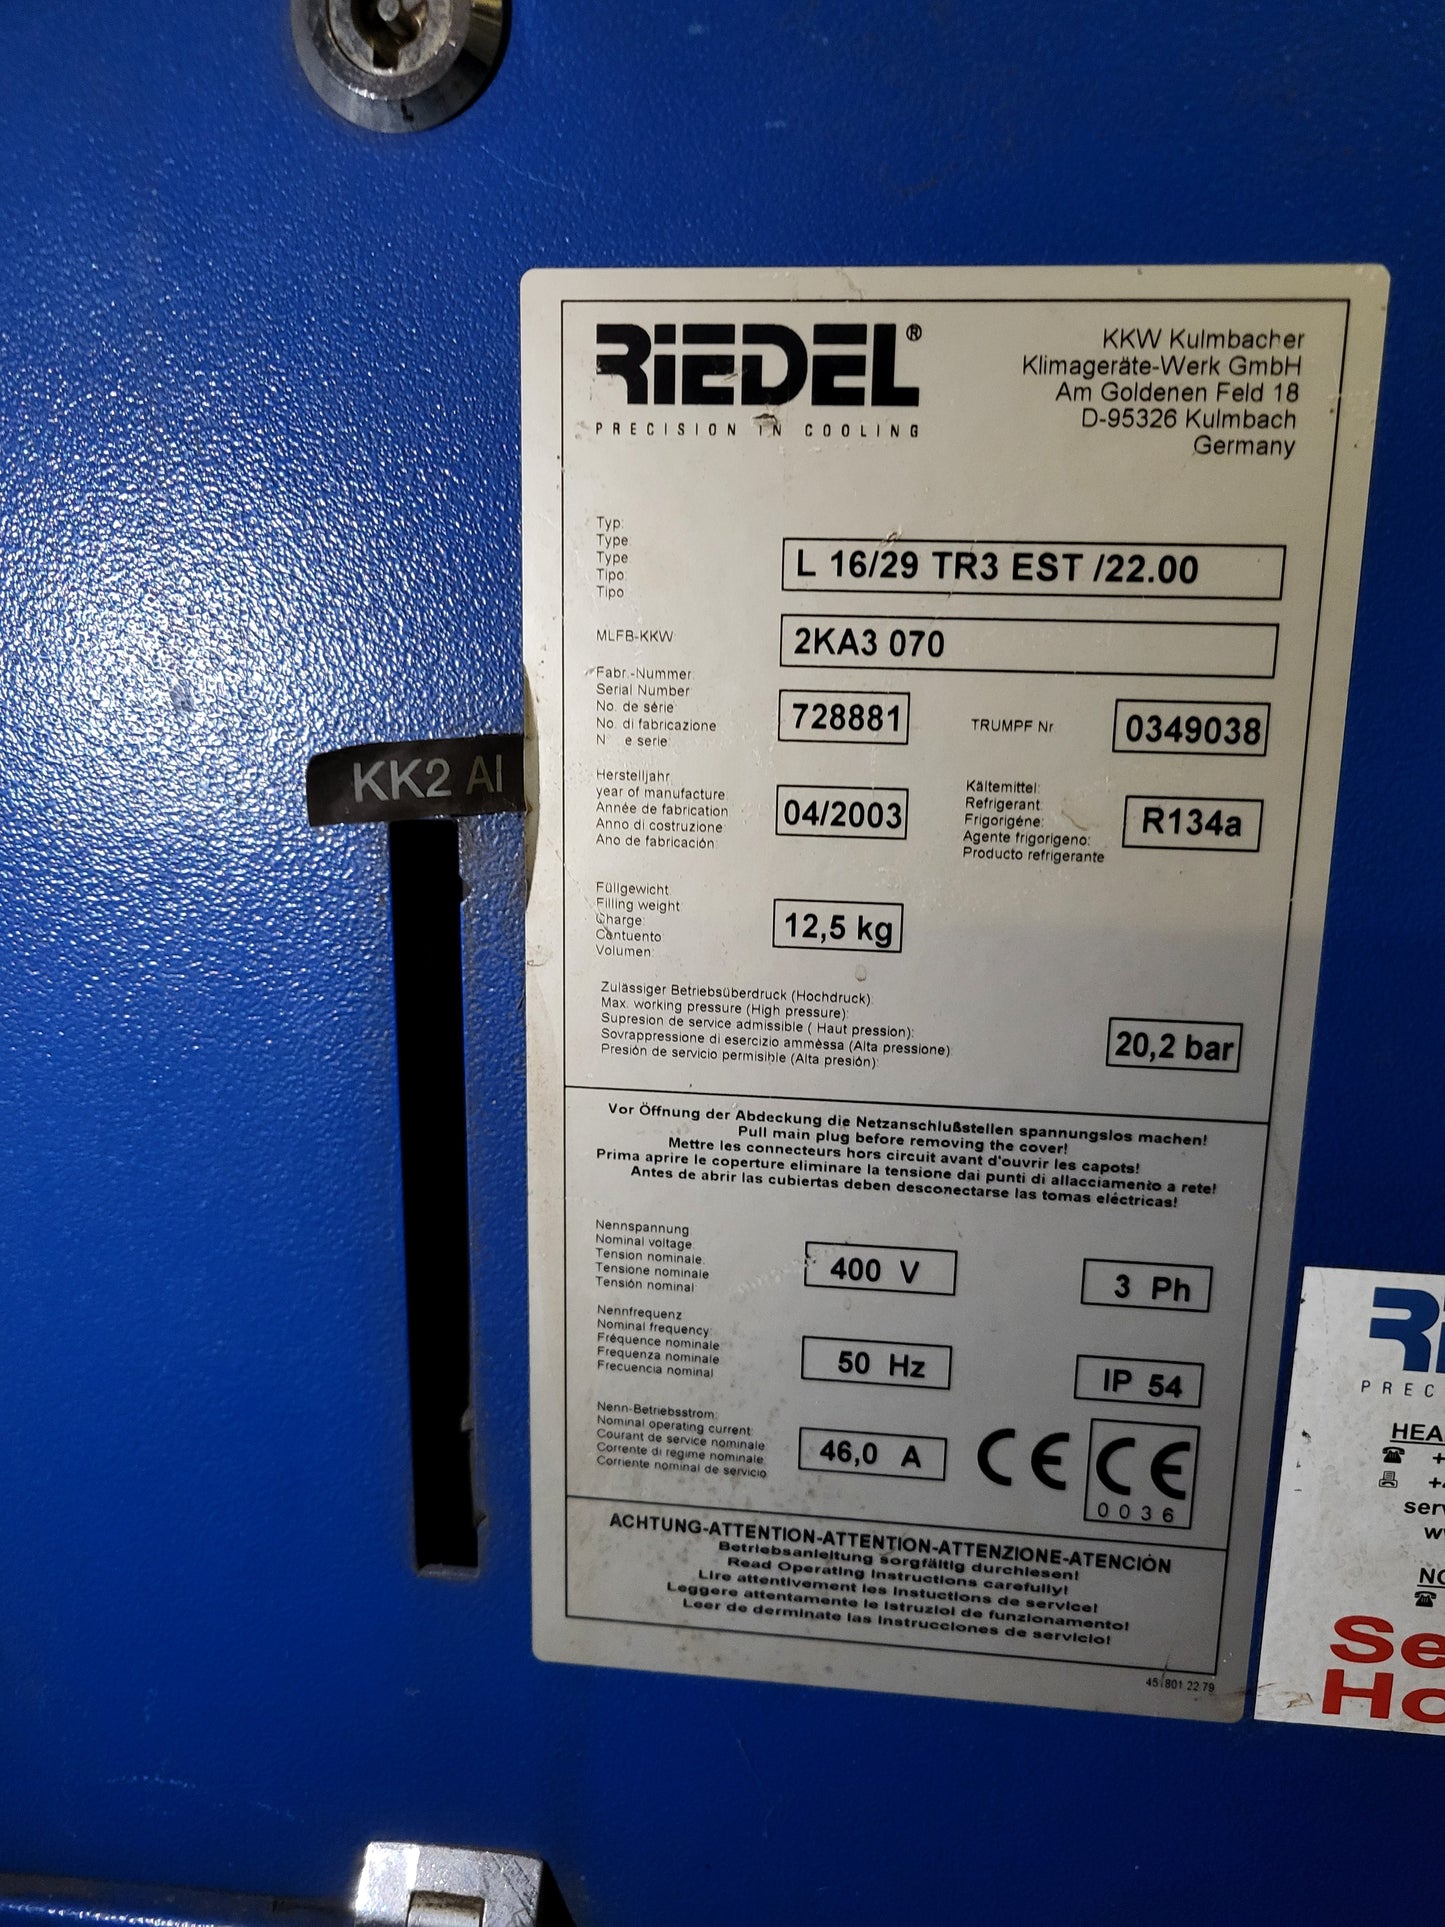 RIEDEL®
PRECISION IN COOLING
KKW Kulmbacher
Klimageräte-Werk GmbH
Am Goldenen Feld 18
D-95326 Kulmbach
Germany
Typ:
Type:
Type
Tipo:
Tipo
L 16/29 TR3 EST /22.00
MLFB-KKW
2KA3 070
Fabr.-Nummer:
Serial Number
No. de série
No. di fabricazione
N e serie
728881
TRUMPF Nr
0349038
Herstelljahr
year of manufacture:
Année de fabrication
Anno di costruzione
Ano de fabricación:
04/2003
Kältemittel:
Refrigerant:
Frigorigéne:
Agente frigorigeno:
Producto refrigerante
R134a
Füllgewicht
Filling weight
Charge:
Contuento
Volumen:
12,5 kg
Zulässiger Betriebsüberdruck (Hochdruck):
Max. working pressure (High pressure):
Supresion de service admissible ( Haut pression):
Sovrappressione di esercizio ammèssa (Alta pressione):
Presión de servicio permisible (Alta presión):
20,2 bar
Vor Öffnung der Abdeckung die Netzanschlußstellen spannungslos machen!
Pull main plug before removing the cover!
Mettre les connecteurs hors circuit avant d'ouvrir les capots!
Prima aprire le coperture eliminare la tensione dai punti di allacciamento a rete!
Antes de abrir las cubiertas deben desconectarse las tomas eléctricas!
Nennspannung
Nominal voltage:
Tension nominale:
Tensione nominale
Tensión nominal
400 V
3 Ph
Nennfrequenz
Nominal frequency:
Fréquence nominale
Frequenza nominale
Frecuencia nominal
50 Hz
IP 54
Nenn-Betriebsstrom:
Nominal operating current:
Courant de service nominale
Corrente di regime nominale:
Corriente nominal de servicio
46,0 A
CE
CE
0036
ACHTUNG-ATTENTION-ATTENTION-ATTENZIONE-ATENCIÓN
Betriebsanleitung sorgfältig durchlesen!
Read Operating Instructions carefully!
Lire attentivement les Instuctions de service!
Leggere attentamente le istruzioi de funzionamento!
Leer de derminate las instrucciones de servicio!
KK2 AI
PREC
HEA
serv
Se
Ho